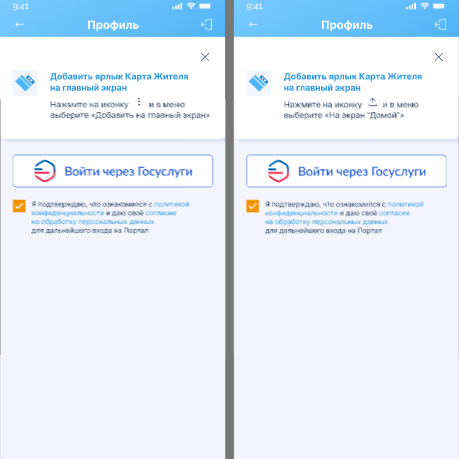 9:41
Профиль
Добавить ярлык Карта Жителя
на главный экран
Нажмите на иконку и в меню
выберите «Добавить на главный экран»
Войти через Госуслуги
Я подтверждаю, что ознакомился с политикой
конфиденциальности и даю своё согласие
на обработку персональных данных
для дальнейшего входа на Портал
9:41
Профиль
Добавить ярлык Карта Жителя
на главный экран
Нажмите на иконку и в меню
выберите «На экран "Домой"»
Войти через Госуслуги
Я подтверждаю, что ознакомился с политикой
конфиденциальности и даю своё согласие
на обработку персональных данных
для дальнейшего входа на Портал